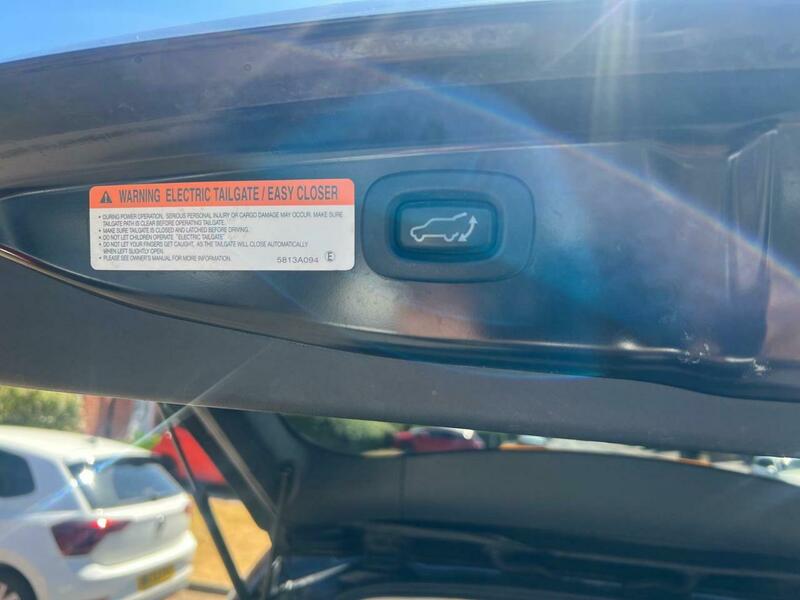 WARNING ELECTRIC TAILGATE / EASY CLOSER
• DURING POWER OPERATION, SERIOUS PERSONAL INJURY OR CARGO DAMAGE MAY OCCUR. MAKE SURE
TAILGATE PATH IS CLEAR BEFORE OPERATING TAILGATE.
• MAKE SURE TAILGATE IS CLOSED AND LATCHED BEFORE DRIVING.
• DO NOT LET CHILDREN OPERATE "ELECTRIC TAILGATE"
• DO NOT LET YOUR FINGERS GET CAUGHT, AS THE TAILGATE WILL CLOSE AUTOMATICALLY
WHEN LEFT SLIGHTLY OPEN.
• PLEASE SEE OWNER'S MANUAL FOR MORE INFORMATION. 5813A094 E